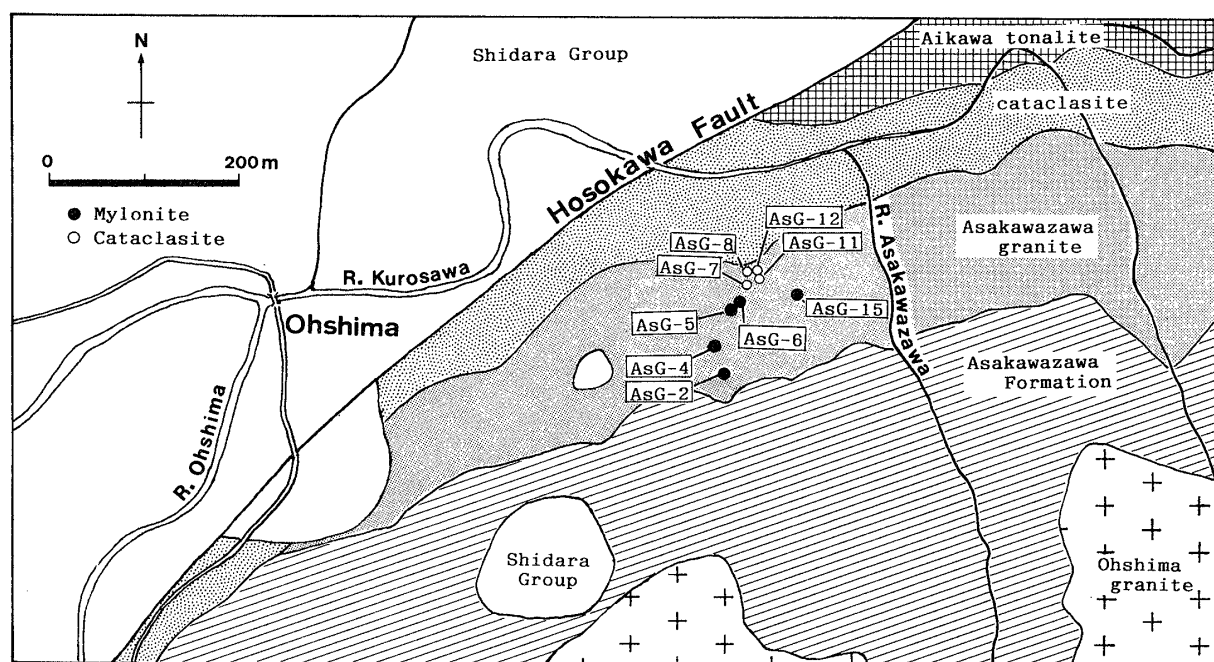 N
0 200m
Mylonite
Cataclasite
Shidara Group
Aikawa tonalite
cataclasite
Hosokawa Fault
AsG-12
AsG-8
AsG-11
AsG-7
R. Kurosawa
R. Asakawazawa
Asakawazawa
granite
Ohshima
AsG-5
AsG-15
AsG-6
AsG-4
AsG-2
Asakawazawa
Formation
R. Ohshima
Shidara
Group
Ohshima
granite